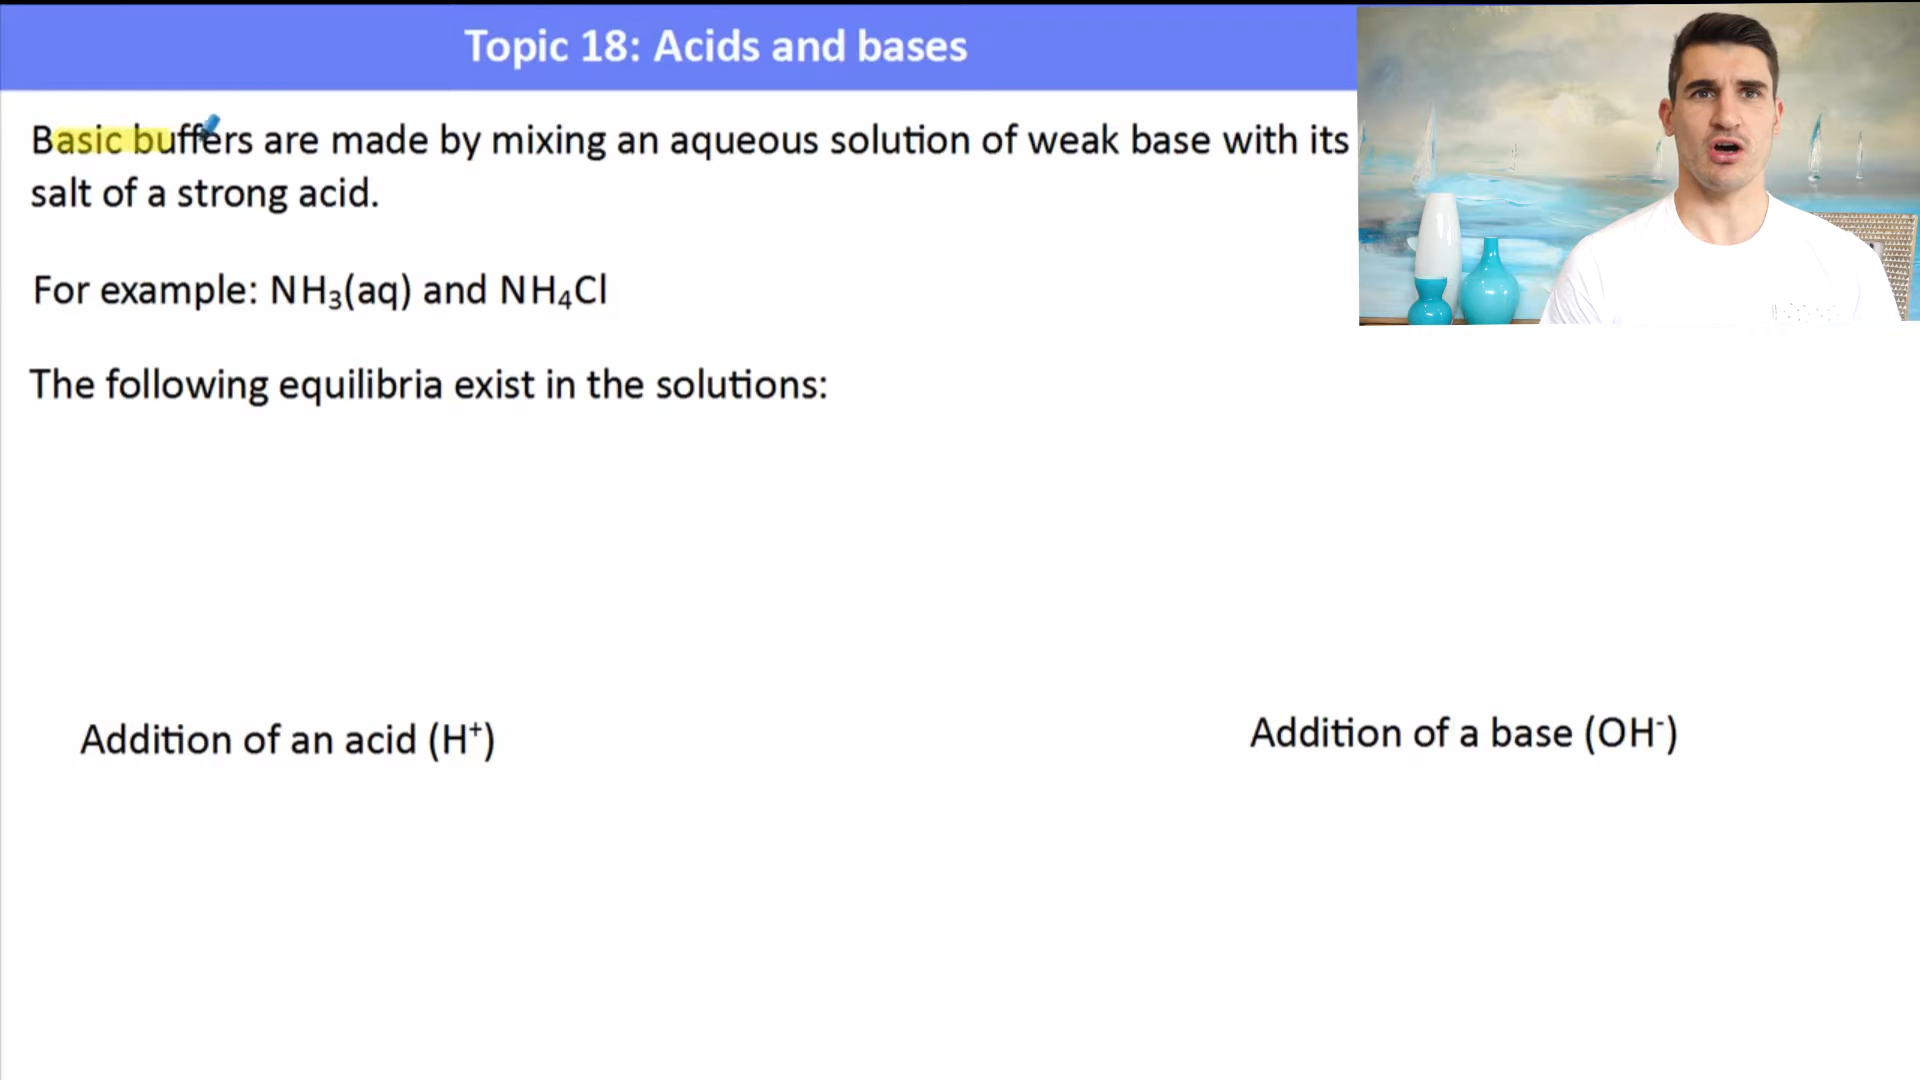 Topic 18: Acids and bases
Basic buffers are made by mixing an aqueous solution of weak base with its
salt of a strong acid.
For example: NH₃(aq) and NH₄Cl
The following equilibria exist in the solutions:
Addition of an acid (H⁺)
Addition of a base (OH⁻)